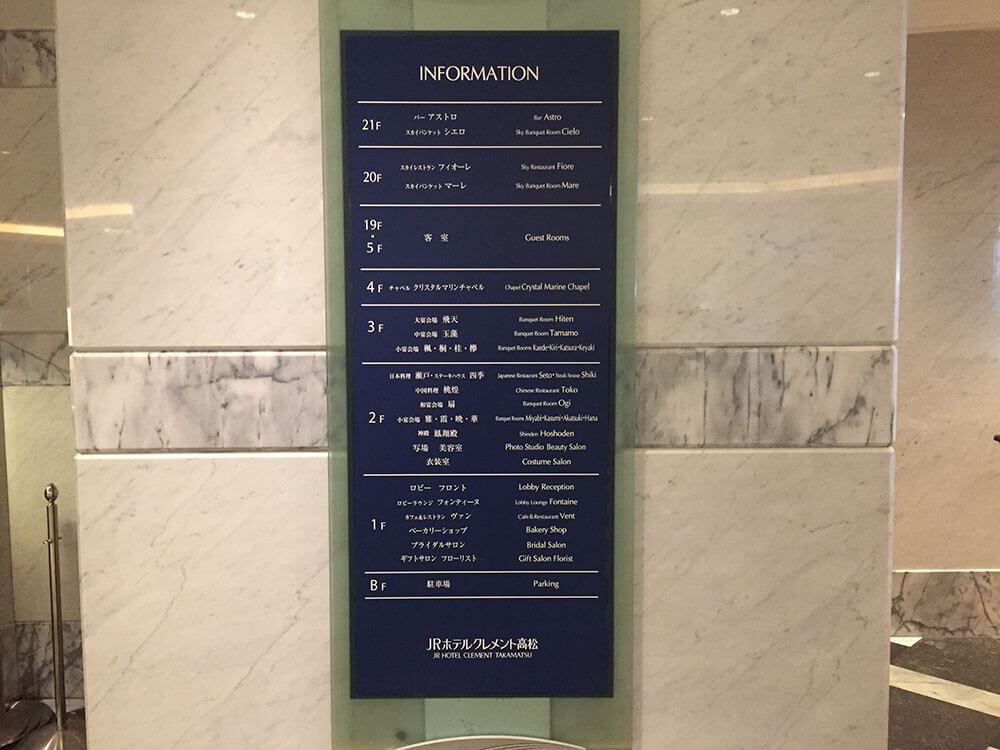 INFORMATION
21F バー アストロ Bar Astro
スカイバンケット シエロ Sky Banquet Room Cielo
20F スカイレストラン フィオーレ Sky Restaurant Fiore
スカイバンケット マーレ Sky Banquet Room Mare
19F
・
5F
客室 Guest Rooms
4F チャペル クリスタルマリンチャペル Chapel Crystal Marine Chapel
3F 大宴会場 飛天 Banquet Room Hiten
中宴会場 玉藻 Banquet Room Tamamo
小宴会場 楓・桐・桂・欅 Banquet Rooms Kaede・Kiri・Katsura・Keyaki
2F 日本料理 瀬戸・ステーキハウス 四季 Japanese Restaurant Seto・Steak house Shiki
中国料理 桃煌 Chinese Restaurant Toko
和宴会場 扇 Banquet Room Ogi
小宴会場 雅・霞・暁・華 Banquet Rooms Miyabi・Kasumi・Akatsuki・Hana
神殿 鳳翔殿 Shinden Hoshoden
写場 美容室 Photo Studio Beauty Salon
衣装室 Costume Salon
1F ロビー フロント Lobby Reception
ロビーラウンジ フォンティーヌ Lobby Lounge Fontaine
カフェ&レストラン ヴァン Cafe & Restaurant Vent
ベーカリーショップ Bakery Shop
ブライダルサロン Bridal Salon
ギフトサロン フローリスト Gift Salon Florist
BF 駐車場 Parking
JRホテルクレメント高松
JR HOTEL CLEMENT TAKAMATSU